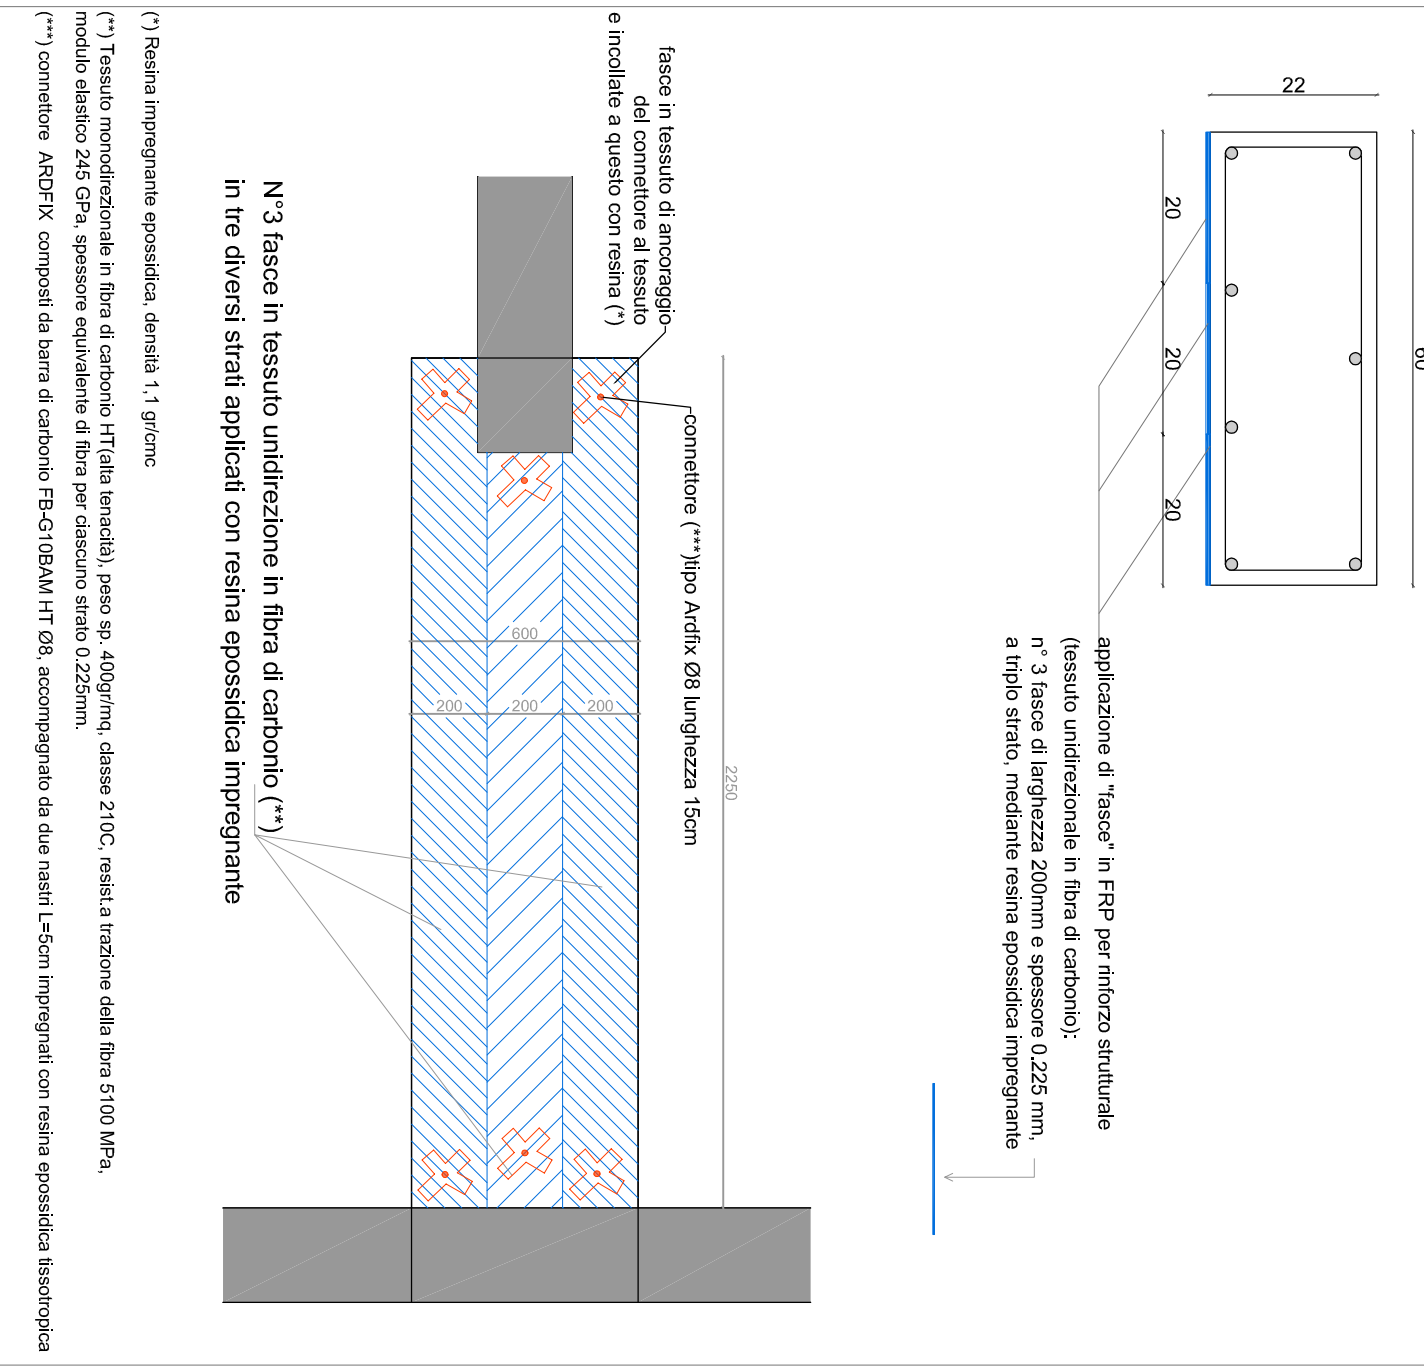 22
60
20
20
20
applicazione di "fasce" in FRP per rinforzo strutturale
(tessuto unidirezionale in fibra di carbonio):
n° 3 fasce di larghezza 200mm e spessore 0.225 mm,
a triplo strato, mediante resina epossidica impregnante
fasce in tessuto di ancoraggio
del connettore al tessuto
e incollate a questo con resina (*)
connettore (***)tipo Ardfix Ø8 lunghezza 15cm
2250
600
200
200
200
N°3 fasce in tessuto unidirezione in fibra di carbonio (**)
in tre diversi strati applicati con resina epossidica impregnante
(*) Resina impregnante epossidica, densità 1,1 gr/cmc
(**) Tessuto monodirezionale in fibra di carbonio HT(alta tenacità), peso sp. 400gr/mq, classe 210C, resist.a trazione della fibra 5100 MPa,
modulo elastico 245 GPa, spessore equivalente di fibra per ciascuno strato 0.225mm.
(***) connettore ARDFIX composti da barra di carbonio FB-G10BAM HT Ø8, accompagnato da due nastri L=5cm impregnati con resina epossidica tissotropica